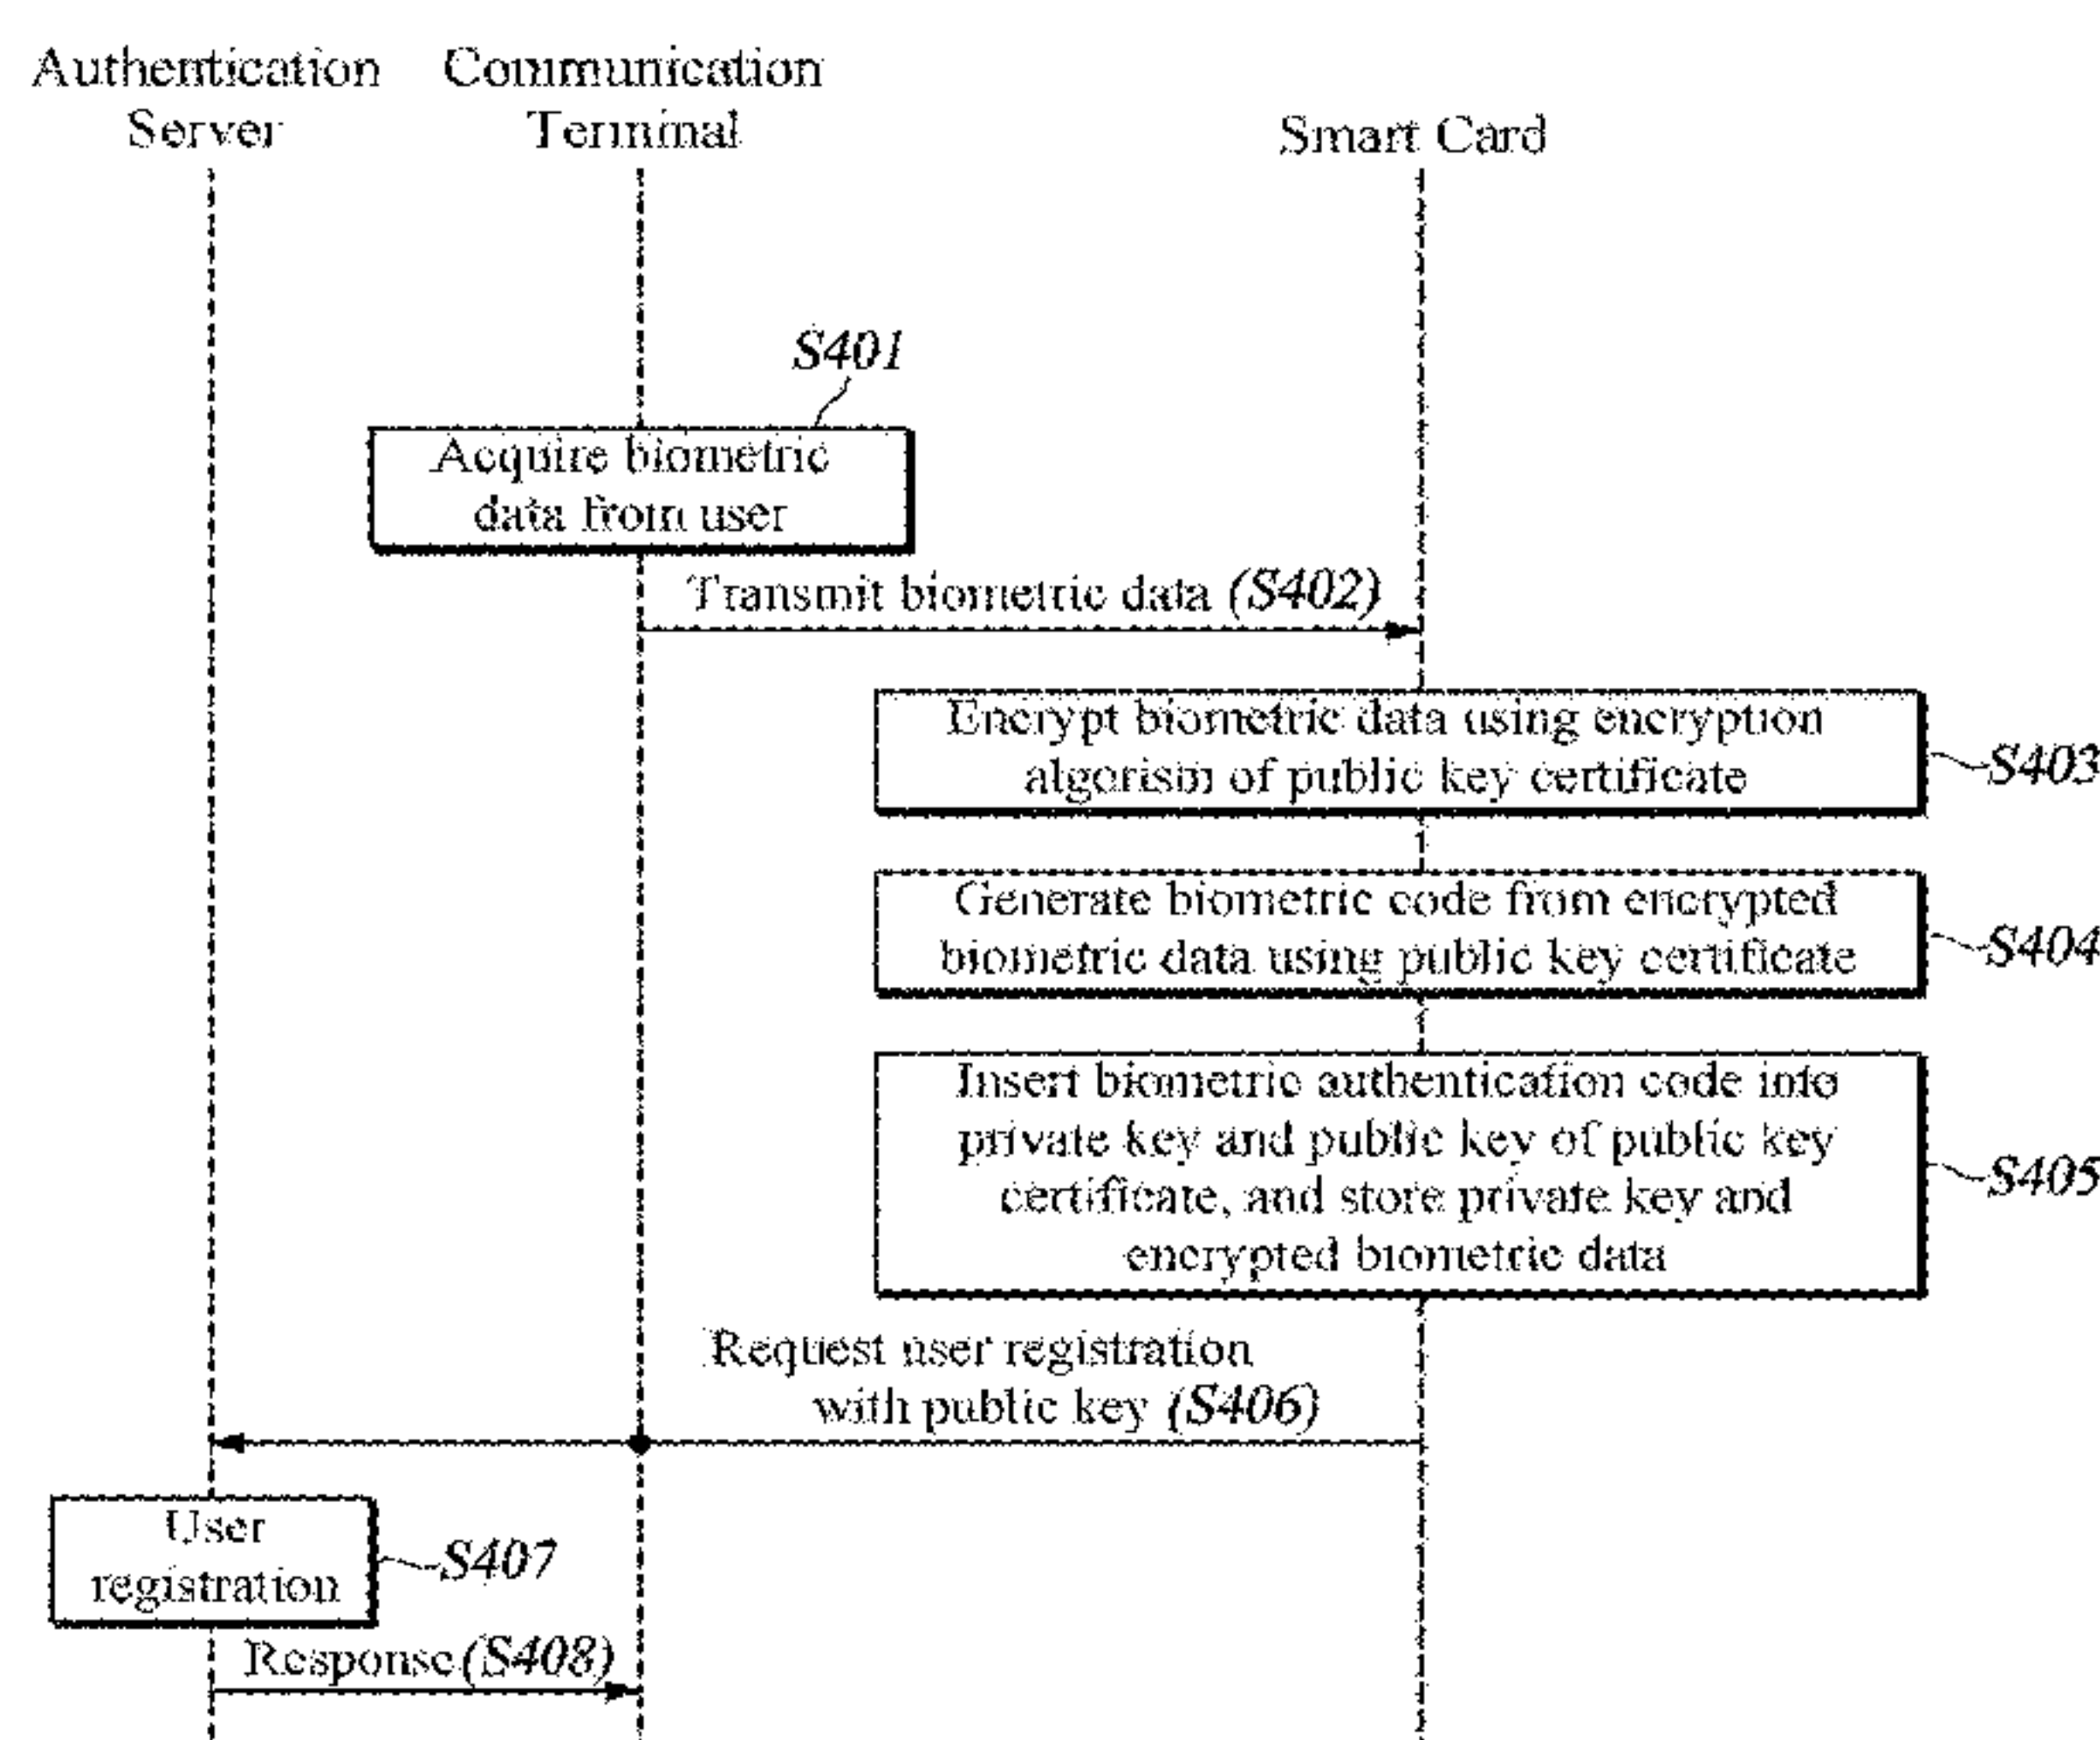 Authentication
Server
Communication
Terminal
Smart Card
S401
Acquire biometric
data from user
Transmit biometric data (S402)
Encrypt biometric data using encryption
algorism of public key certificate
S403
Generate biometric code from encrypted
biometric data using public key certificate
S404
Insert biometric authentication code into
private key and public key of public key
certificate, and store private key and
encrypted biometric data
S405
Request user registration
with public key (S406)
User
registration
S407
Response (S408)